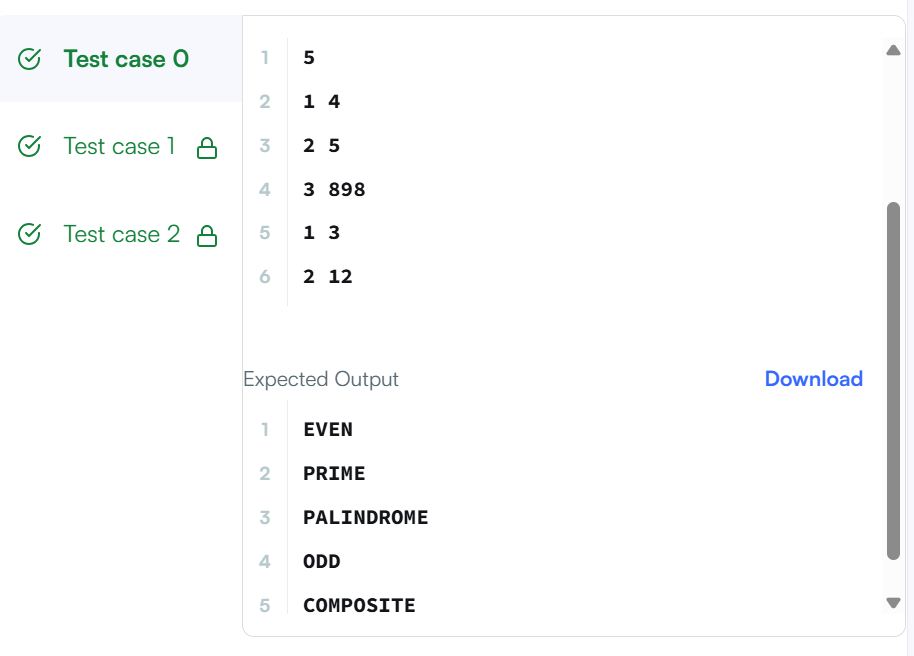 Test case 0
Test case 1
Test case 2
1 5
2 1 4
3 2 5
4 3 898
5 1 3
6 2 12
Expected Output
Download
1 EVEN
2 PRIME
3 PALINDROME
4 ODD
5 COMPOSITE